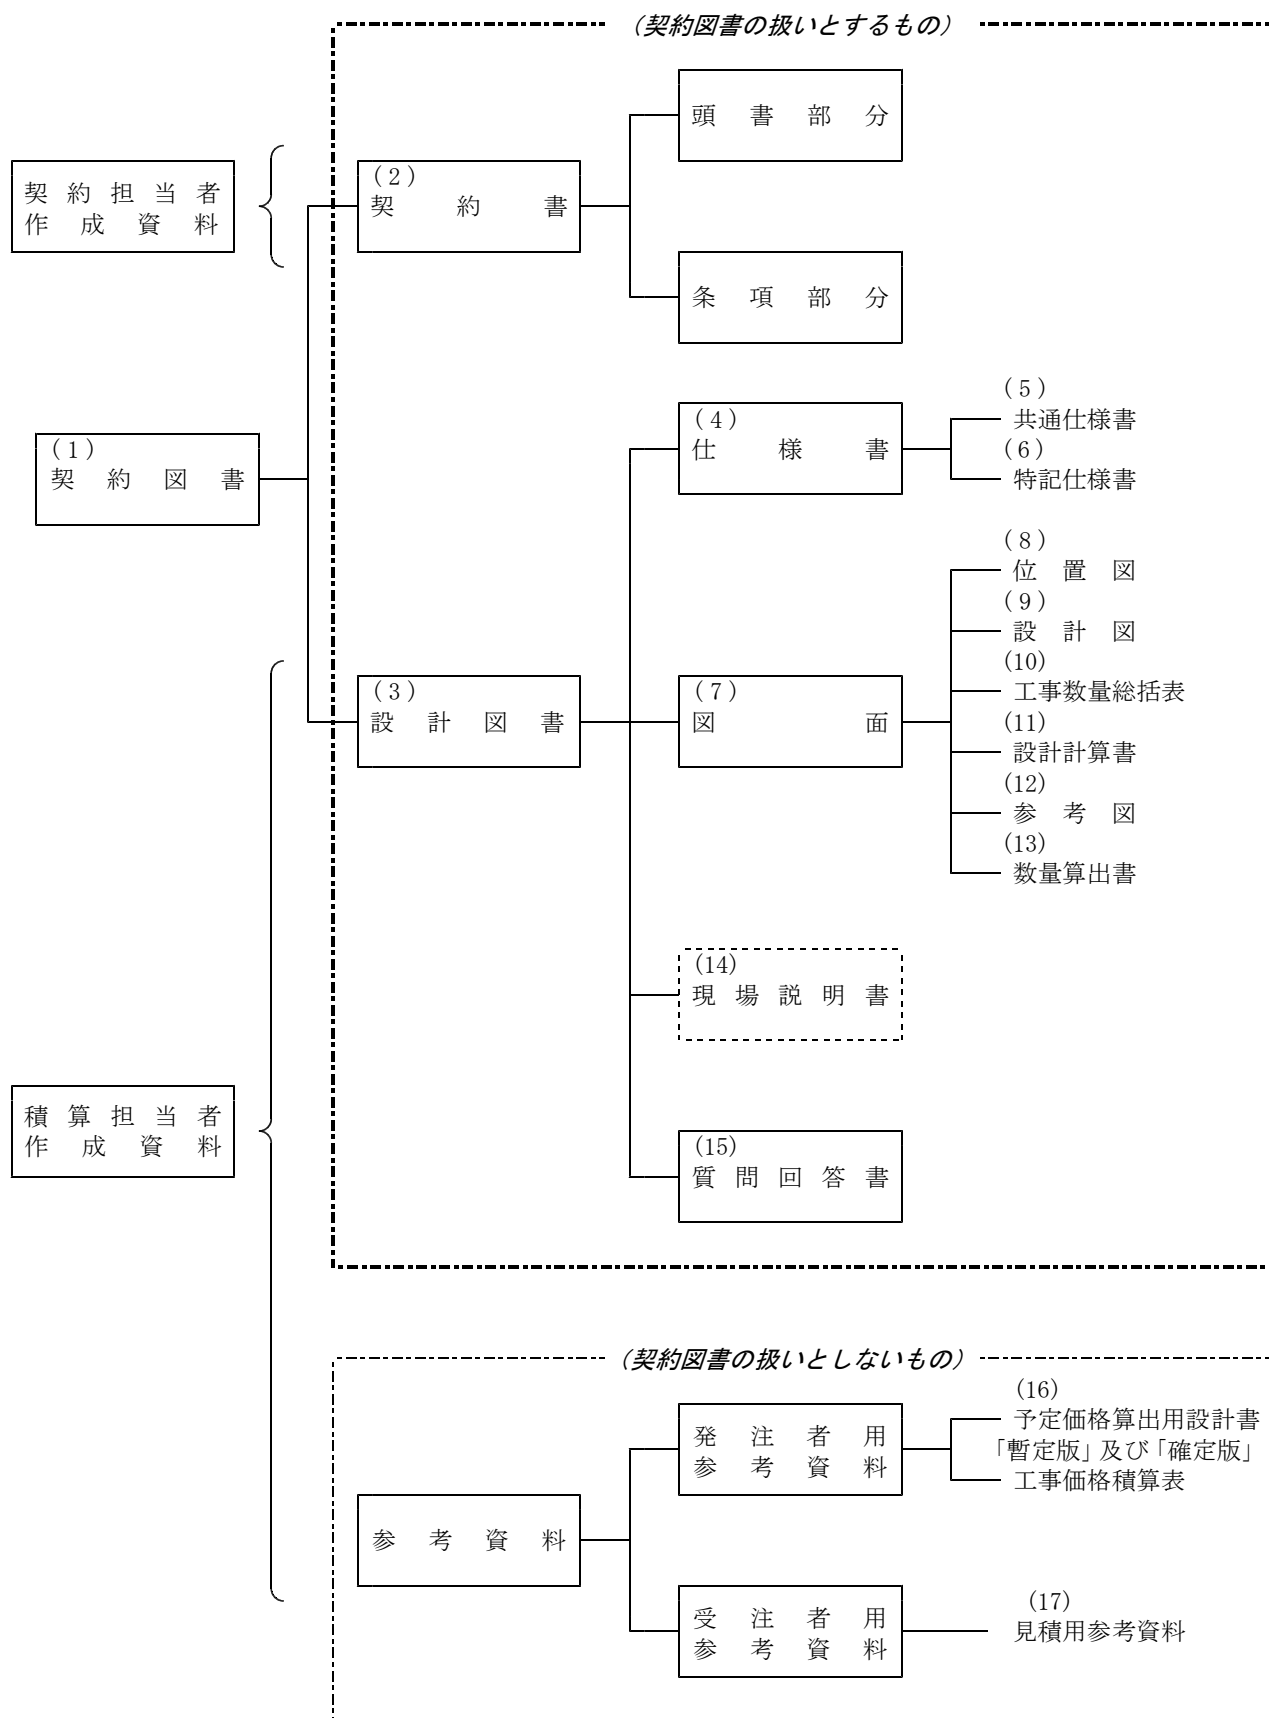 (契約図書の扱いとするもの)
頭書部分
契約担当者
作成資料
(2)
契約書
条項部分
(5)
共通仕様書
(4)
仕様書
(6)
特記仕様書
(1)
契約図書
(8)
位置図
(9)
設計図
(10)
工事数量総括表
(3)
設計図書
(7)
図面
(11)
設計計算書
(12)
参考図
(13)
数量算出書
(14)
現場説明書
積算担当者
作成資料
(15)
質問回答書
(契約図書の扱いとしないもの)
(16)
予定価格算出用設計書
「暫定版」及び「確定版」
工事価格積算表
発注者用
参考資料
参考資料
受注者用
参考資料
(17)
見積用参考資料